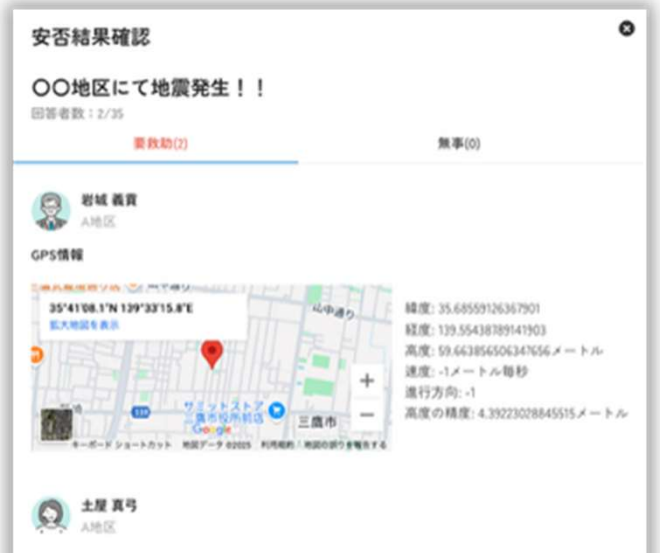 安否結果確認
〇〇地区にて地震発生！！
回答者数：2/35
要救助(2)
無事(0)
岩城 義貢
A地区
GPS情報
35°41'08.1"N 139°33'15.8"E
拡大地図を表示
山中通り
サミットストア
三鷹市役所前店
三鷹市
Google
キーボード ショートカット 地図データ ©2025 利用規約 地図の誤りを報告する
緯度: 35.68559126367901
経度: 139.55438789141903
高度: 59.663856506347656メートル
速度: -1メートル毎秒
進行方向: -1
高度の精度: 4.39223028845515メートル
土屋 真弓
A地区